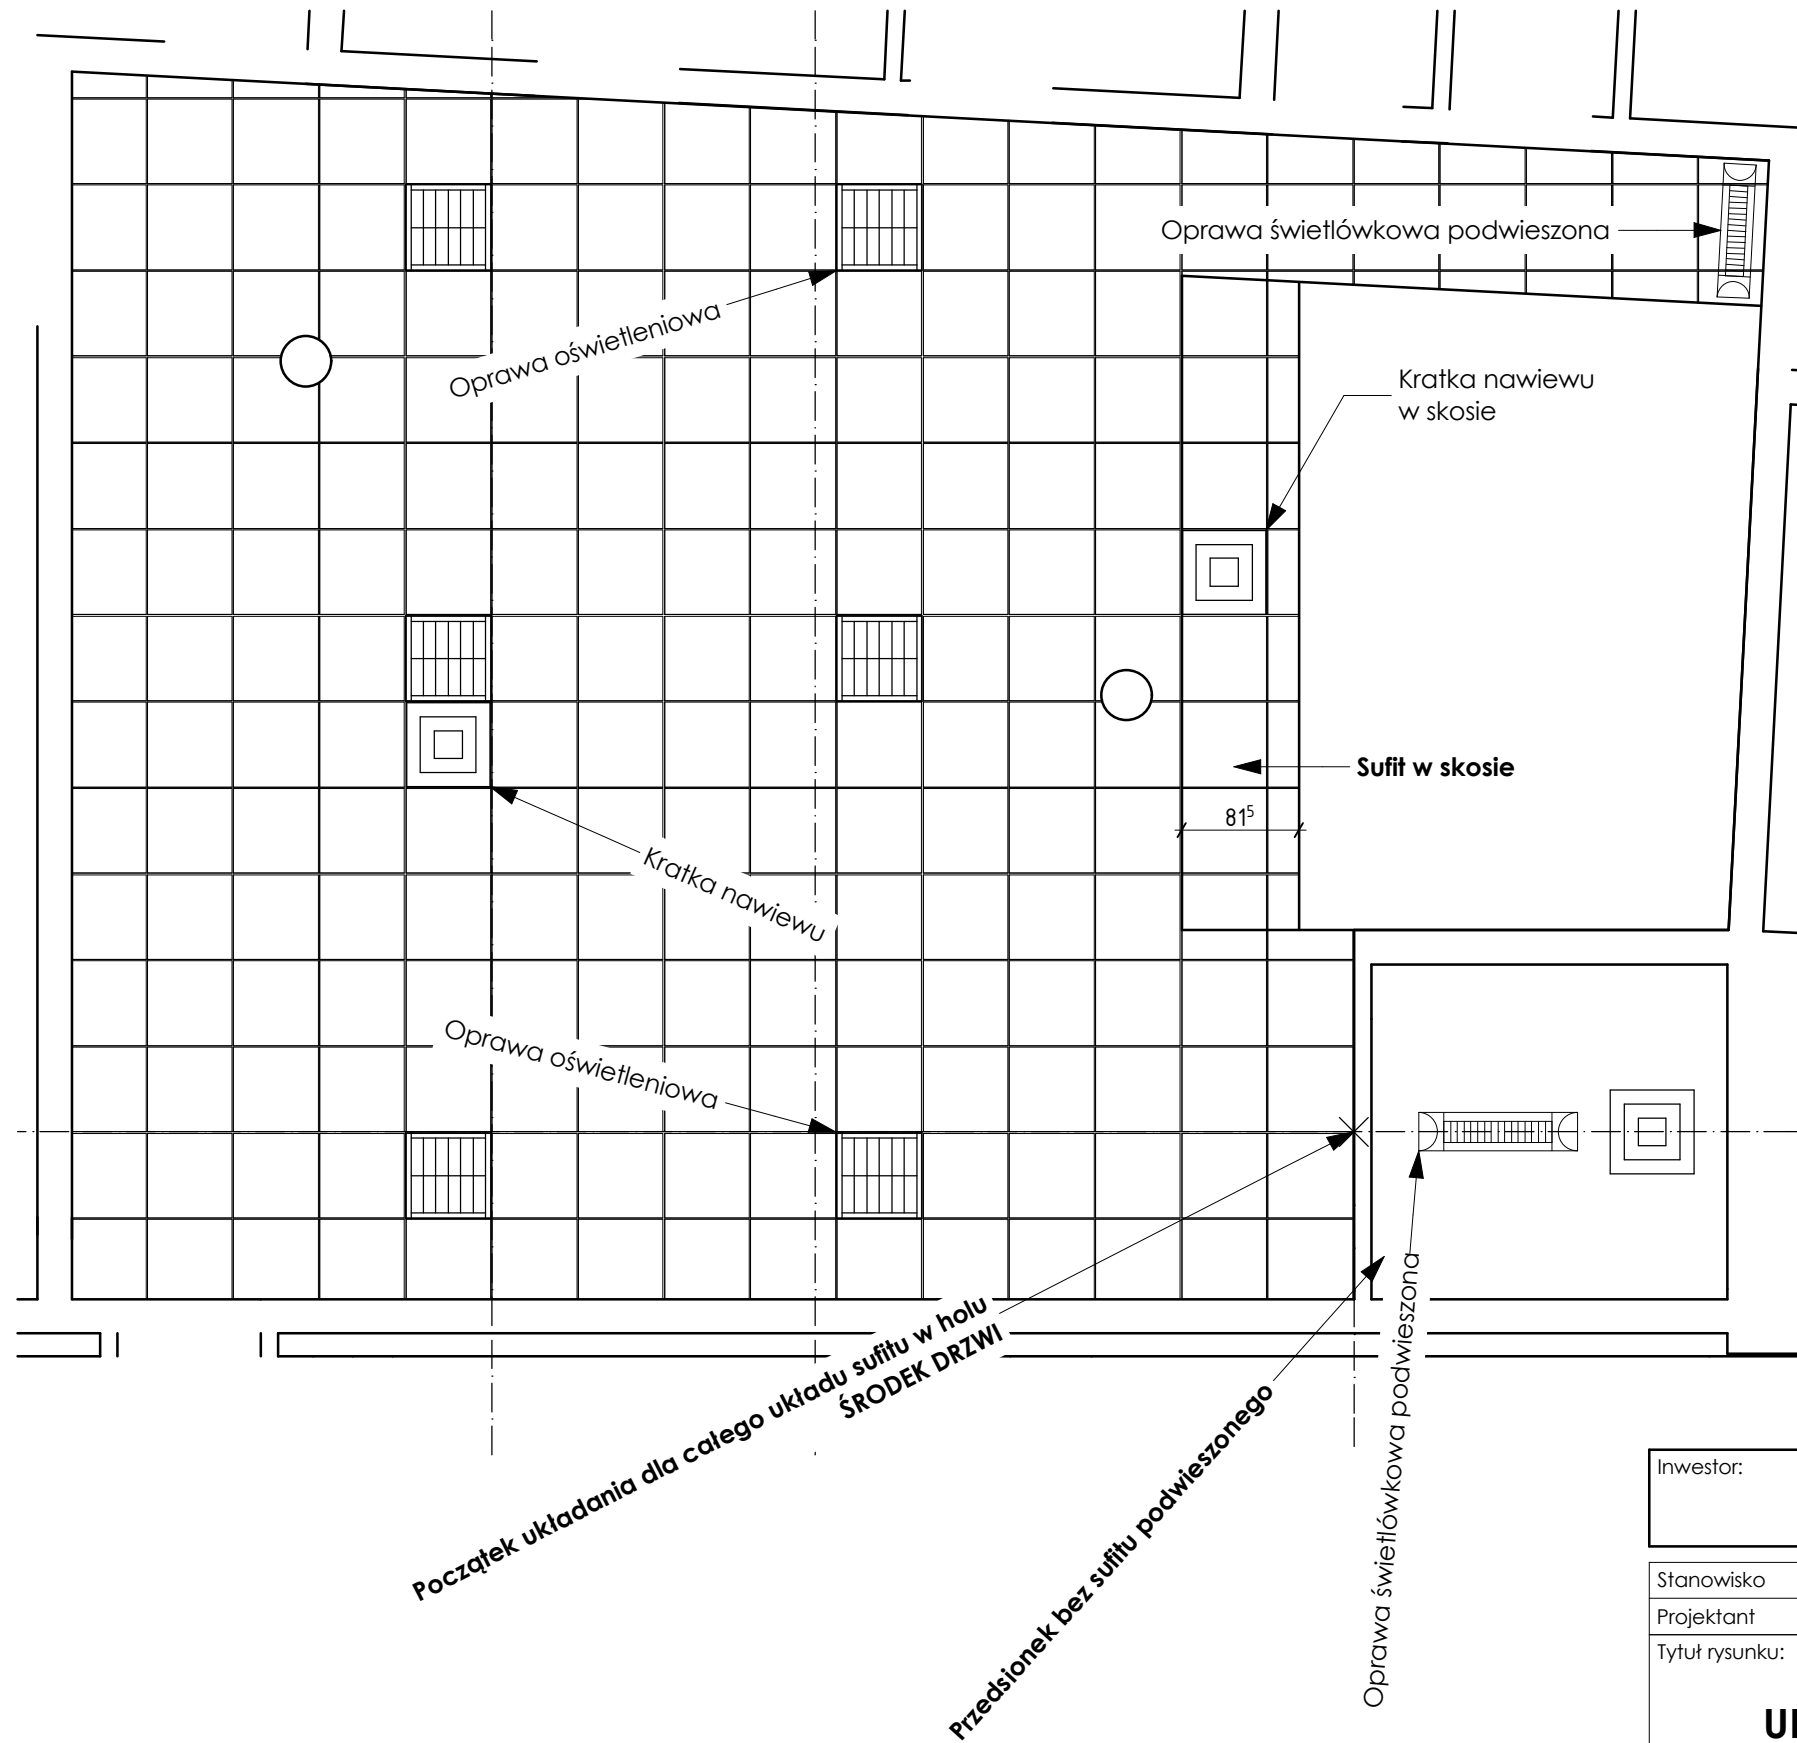 Oprawa świetlówkowa podwieszona
Oprawa oświetleniowa
Kratka nawiewu
w skosie
Sufit w skosie
81⁵
Kratka nawiewu
Oprawa oświetleniowa
Początek układania dla całego układu sufitu w holu
ŚRODEK DRZWI
Przedsionek bez sufitu podwieszonego
Oprawa świetlówkowa podwieszona
Inwestor:
Stanowisko
Projektant
Tytuł rysunku: